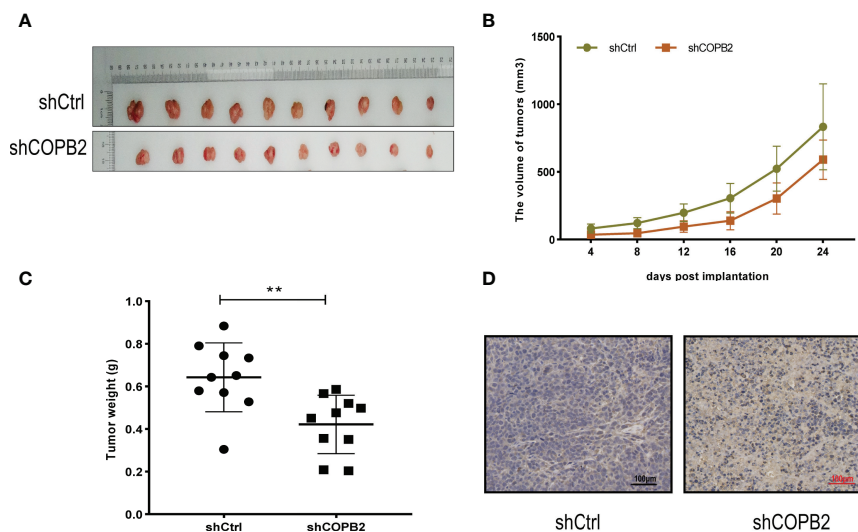 A
shCtrl
shCOPB2
B
shCtrl
shCOPB2
The volume of tumors (mm3)
1500
1000
500
0
4 8 12 16 20 24
days post implantation
C
**
Tumor weight (g)
1.0
0.8
0.6
0.4
0.2
0.0
shCtrl
shCOPB2
D
100μm
100μm
shCtrl
shCOPB2